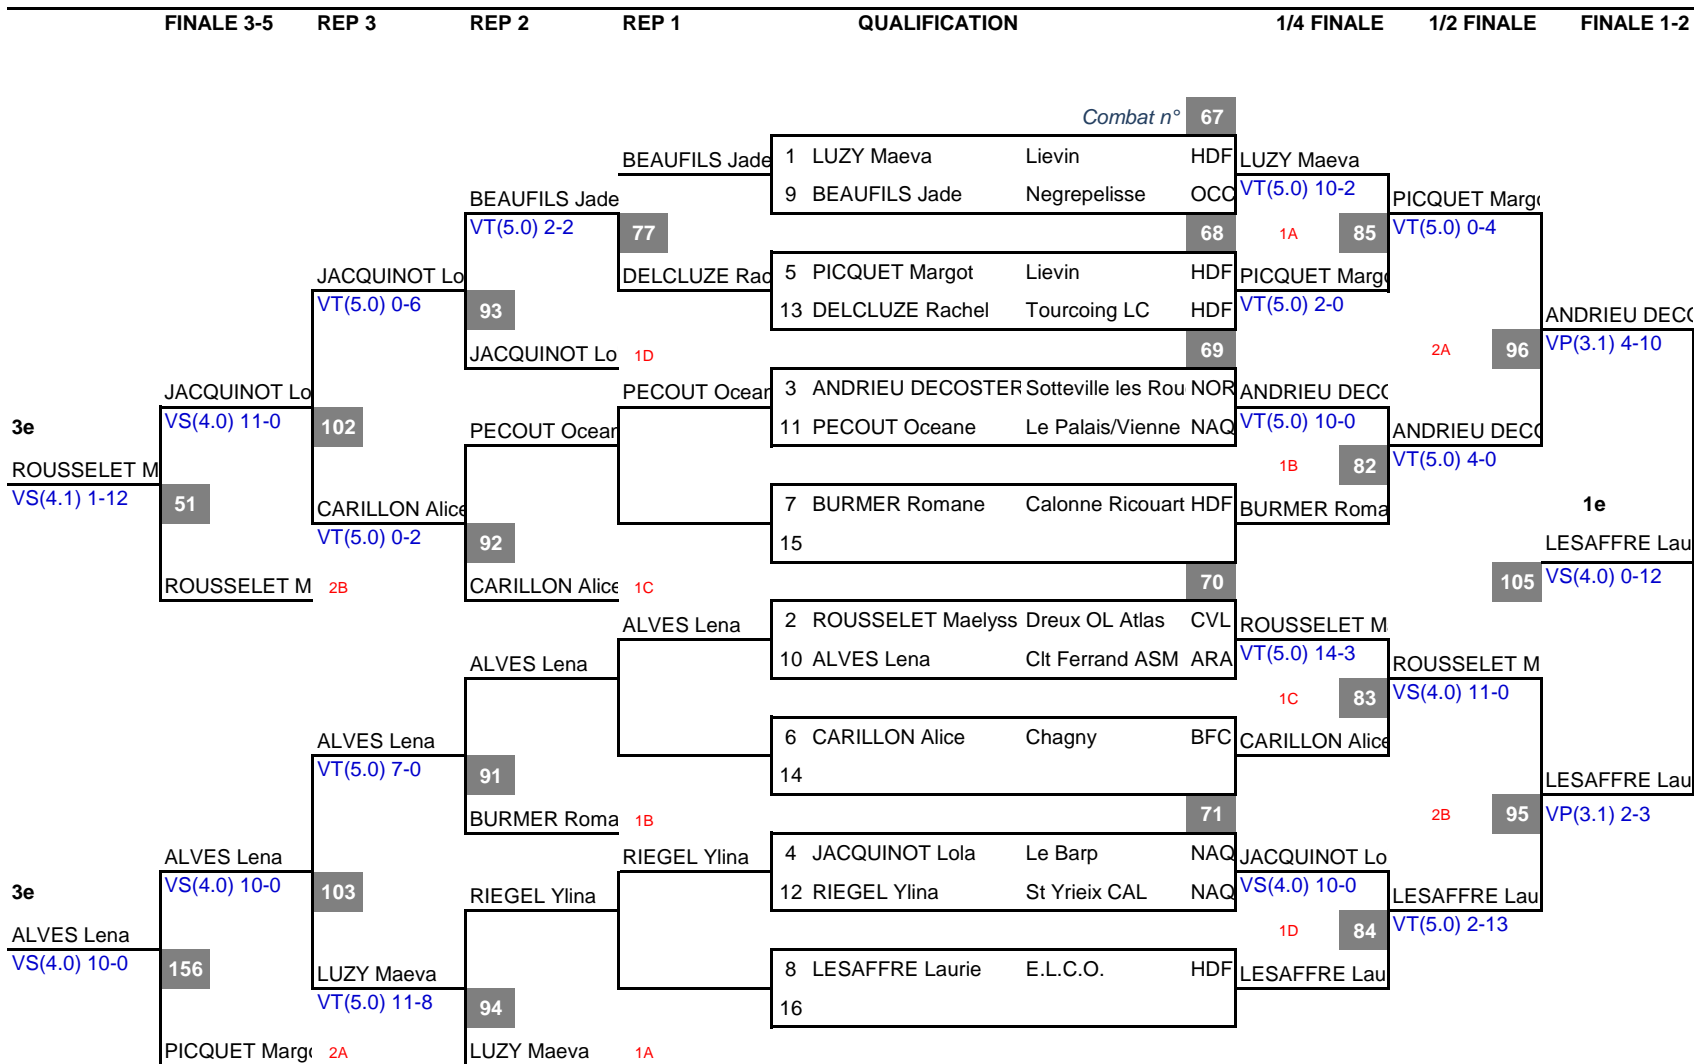 FINALE 3-5 REP 3 REP 2 REP 1 QUALIFICATION 1/4 FINALE 1/2 FINALE FINALE 1-2
Combat n° 67
BEAUFILS Jade 1 LUZY Maeva Lievin HDF LUZY Maeva
BEAUFILS Jade 9 BEAUFILS Jade Negrepelisse OCC VT(5.0) 10-2 PICQUET Marg
VT(5.0) 2-2 77 68 1A 85 VT(5.0) 0-4
JACQUINOT Lo DELCLUZE Rac 5 PICQUET Margot Lievin HDF PICQUET Marg
VT(5.0) 0-6 93 13 DELCLUZE Rachel Tourcoing LC HDF VT(5.0) 2-0 ANDRIEU DECO
JACQUINOT Lo 1D 69 2A 96 VP(3.1) 4-10
JACQUINOT Lo PECOUT Ocean 3 ANDRIEU DECOSTER Sotteville les Rou NOR ANDRIEU DECO
3e VS(4.0) 11-0 102 PECOUT Ocean 11 PECOUT Oceane Le Palais/Vienne NAQ VT(5.0) 10-0 ANDRIEU DECO
ROUSSELET M 1B 82 VT(5.0) 4-0
VS(4.1) 1-12 51 CARILLON Alice 7 BURMER Romane Calonne Ricouart HDF BURMER Roma 1e
VT(5.0) 0-2 92 15 LESAFFRE Lau
ROUSSELET M 2B CARILLON Alice 1C 70 105 VS(4.0) 0-12
ALVES Lena 2 ROUSSELET Maelyss Dreux OL Atlas CVL ROUSSELET M
ALVES Lena 10 ALVES Lena Clt Ferrand ASM ARA VT(5.0) 14-3 ROUSSELET M
1C 83 VS(4.0) 11-0
ALVES Lena 6 CARILLON Alice Chagny BFC CARILLON Alice
VT(5.0) 7-0 91 14 LESAFFRE Lau
BURMER Roma 1B 71 2B 95 VP(3.1) 2-3
ALVES Lena RIEGEL Ylina 4 JACQUINOT Lola Le Barp NAQ JACQUINOT Lo
3e VS(4.0) 10-0 103 RIEGEL Ylina 12 RIEGEL Ylina St Yrieix CAL NAQ VS(4.0) 10-0 LESAFFRE Lau
ALVES Lena 1D 84 VT(5.0) 2-13
VS(4.0) 10-0 156 LUZY Maeva 8 LESAFFRE Laurie E.L.C.O. HDF LESAFFRE Lau
VT(5.0) 11-8 94 16
PICQUET Marg 2A LUZY Maeva 1A